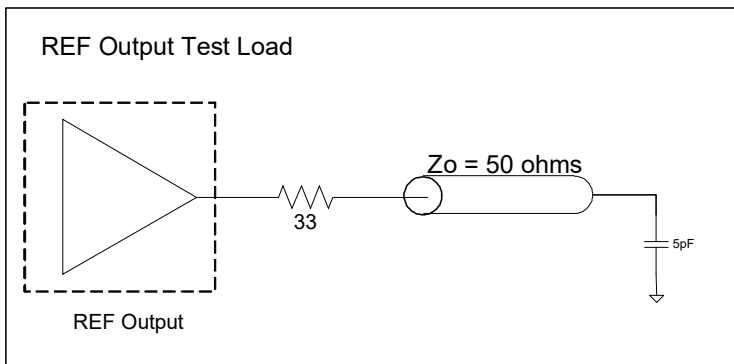 REF Output Test Load
Zo = 50 ohms
33
5pF
REF Output